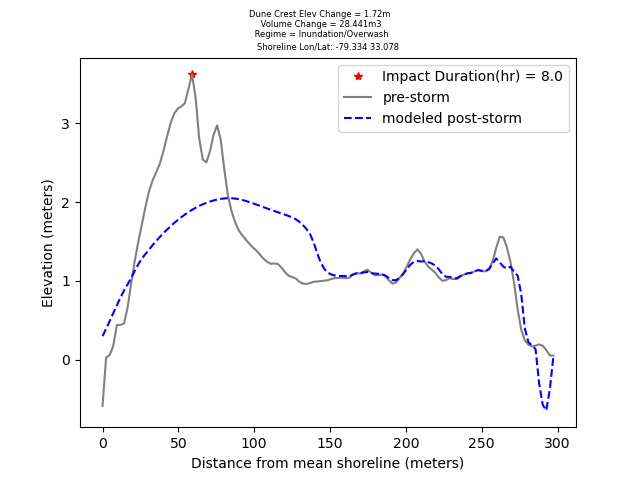 Dune Crest Elev Change = 1.72m
Volume Change = 28.441m3
Regime = Inundation/Overwash
Shoreline Lon/Lat: -79.334 33.078
Impact Duration(hr) = 8.0
pre-storm
modeled post-storm
Elevation (meters)
3
2
1
0
0 50 100 150 200 250 300
Distance from mean shoreline (meters)